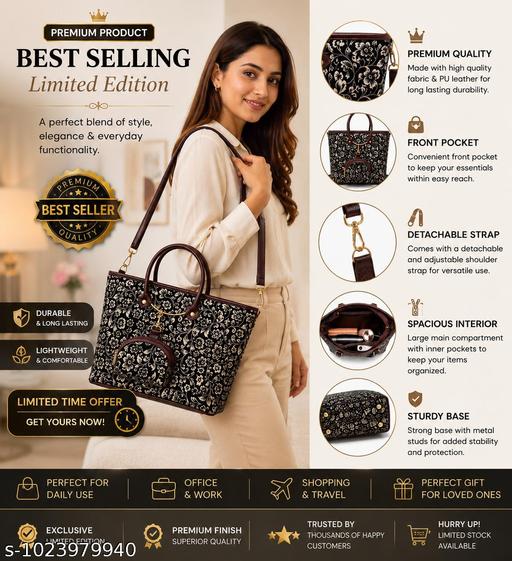 PREMIUM PRODUCT
BEST SELLING
Limited Edition
A perfect blend of style,
elegance & everyday
functionality.
PREMIUM
BEST SELLER
QUALITY
DURABLE
& LONG LASTING
LIGHTWEIGHT
& COMFORTABLE
LIMITED TIME OFFER
GET YOURS NOW!
PREMIUM QUALITY
Made with high quality
fabric & PU leather for
long lasting durability.
FRONT POCKET
Convenient front pocket
to keep your essentials
within easy reach.
DETACHABLE STRAP
Comes with a detachable
and adjustable shoulder
strap for versatile use.
SPACIOUS INTERIOR
Large main compartment
with inner pockets to
keep your items
organized.
STURDY BASE
Strong base with metal
studs for added stability
and protection.
PERFECT FOR
DAILY USE
OFFICE
& WORK
SHOPPING
& TRAVEL
PERFECT GIFT
FOR LOVED ONES
EXCLUSIVE
LIMITED EDITION
PREMIUM FINISH
SUPERIOR QUALITY
TRUSTED BY
THOUSANDS OF HAPPY
CUSTOMERS
HURRY UP!
LIMITED STOCK
AVAILABLE
s-1023979940